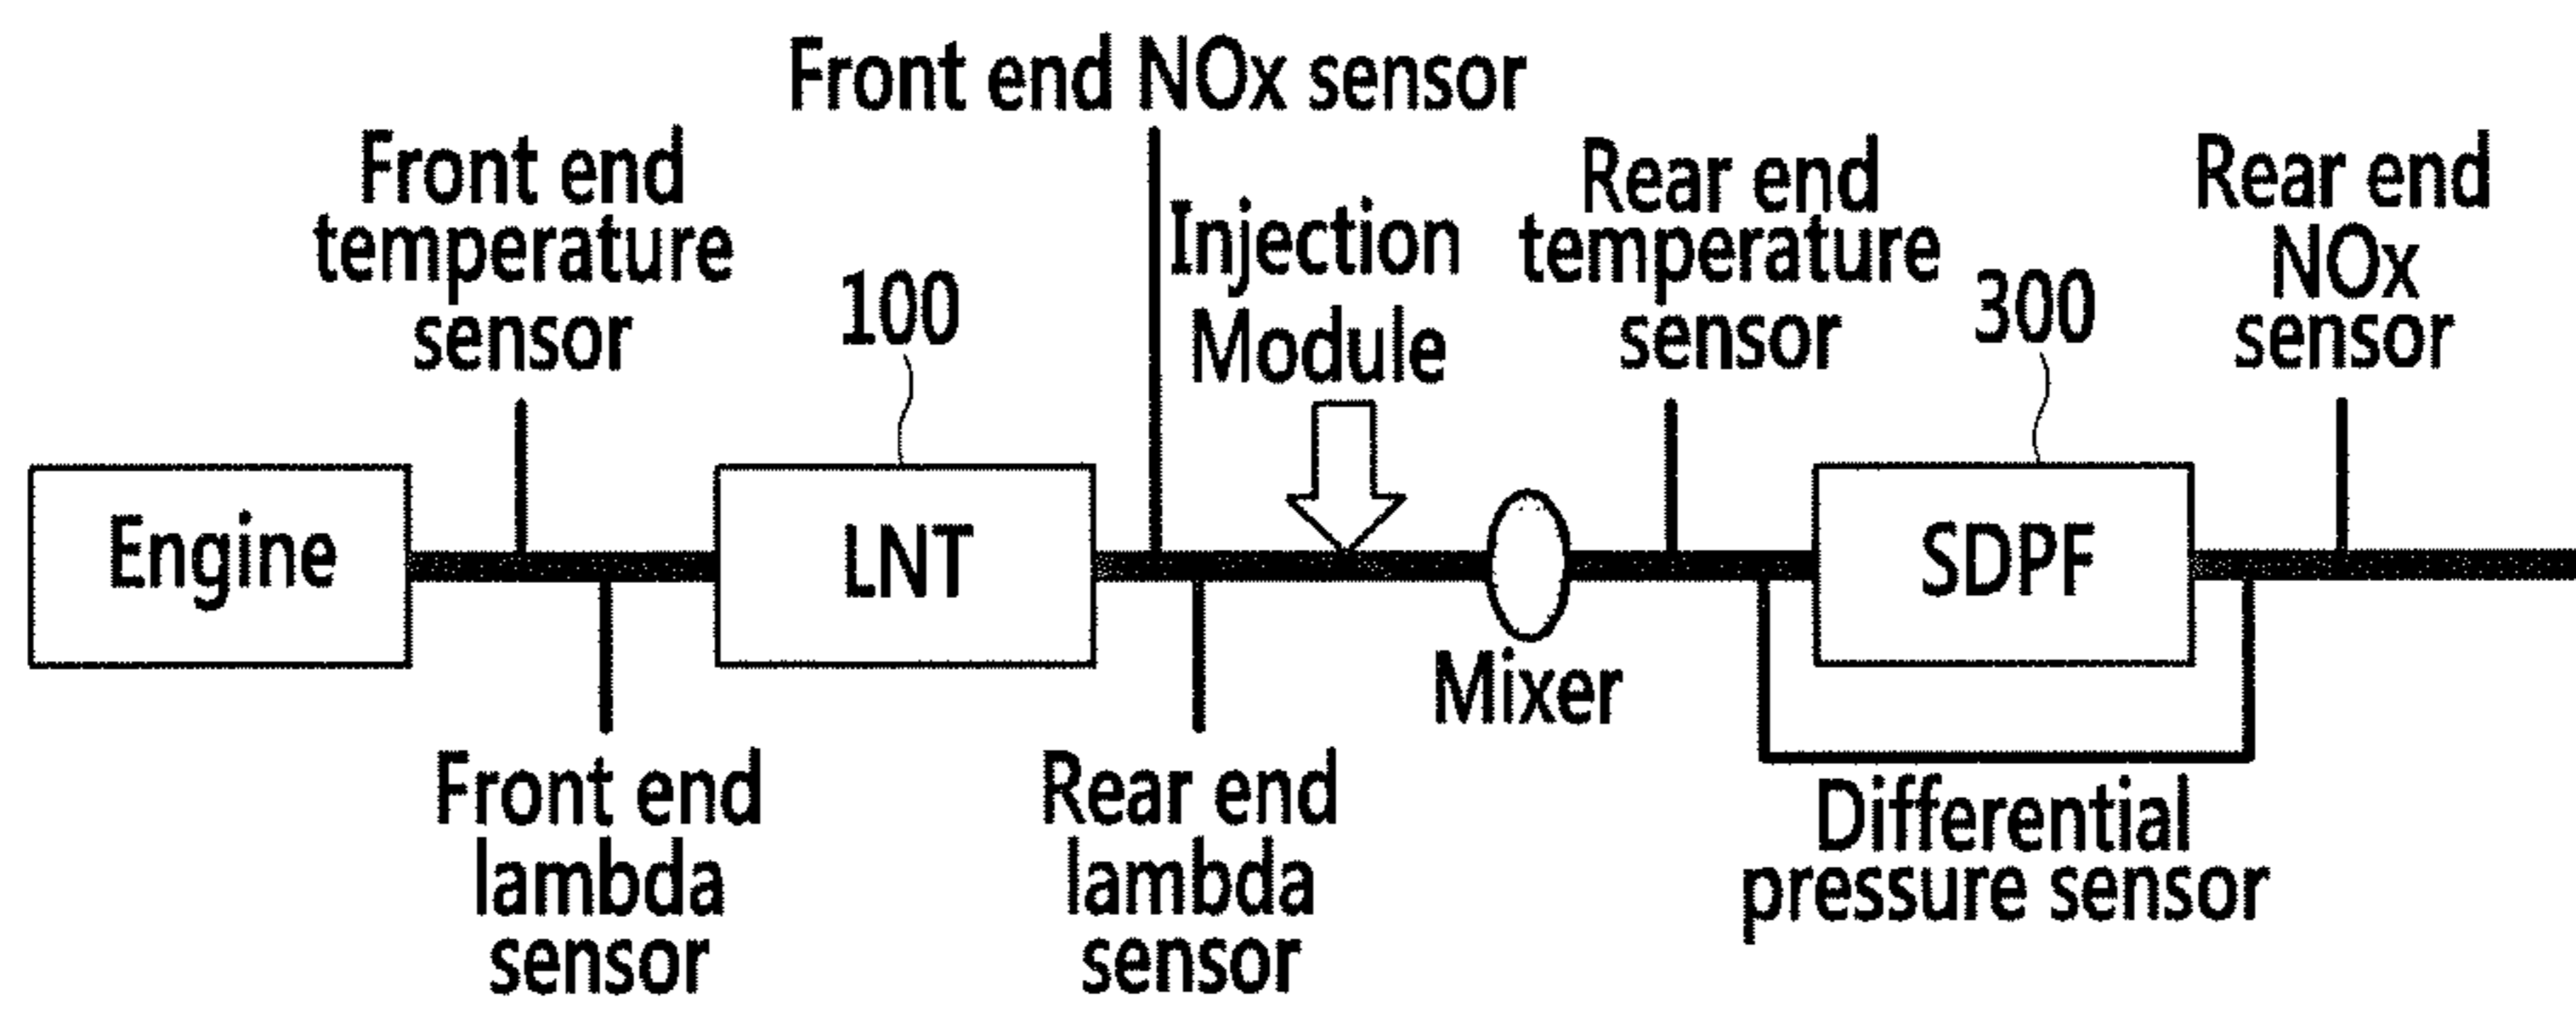 Front end NOx sensor
Front end
temperature
sensor
100
Injection
Module
Rear end
temperature
sensor
300
Rear end
NOx
sensor
Engine
LNT
SDPF
Mixer
Front end
lambda
sensor
Rear end
lambda
sensor
Differential
pressure sensor